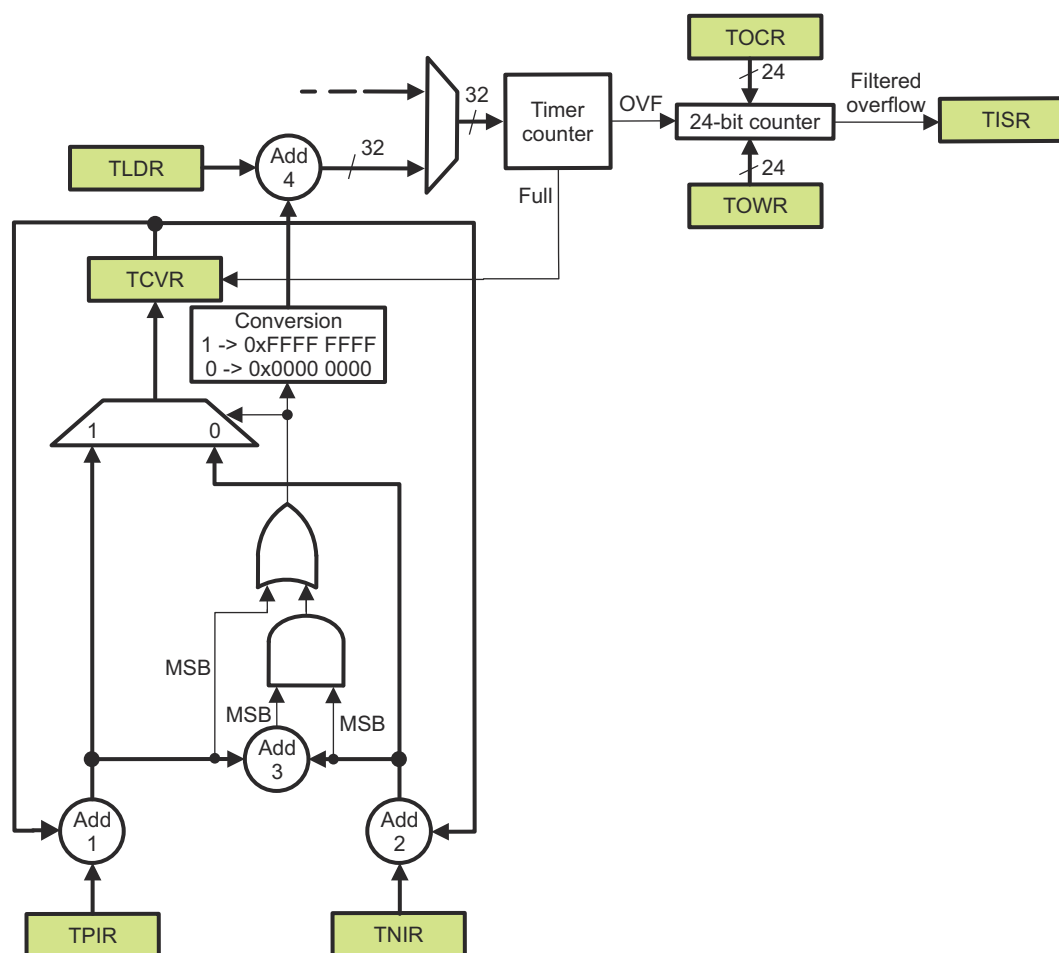 TOCR
24
32
Timer
counter
OVF
24-bit counter
Filtered
overflow
TISR
TLDR
Add
4
32
Full
24
TOWR
TCVR
Conversion
1 -> 0xFFFF FFFF
0 -> 0x0000 0000
1
0
MSB
MSB
MSB
Add
3
Add
1
Add
2
TPIR
TNIR